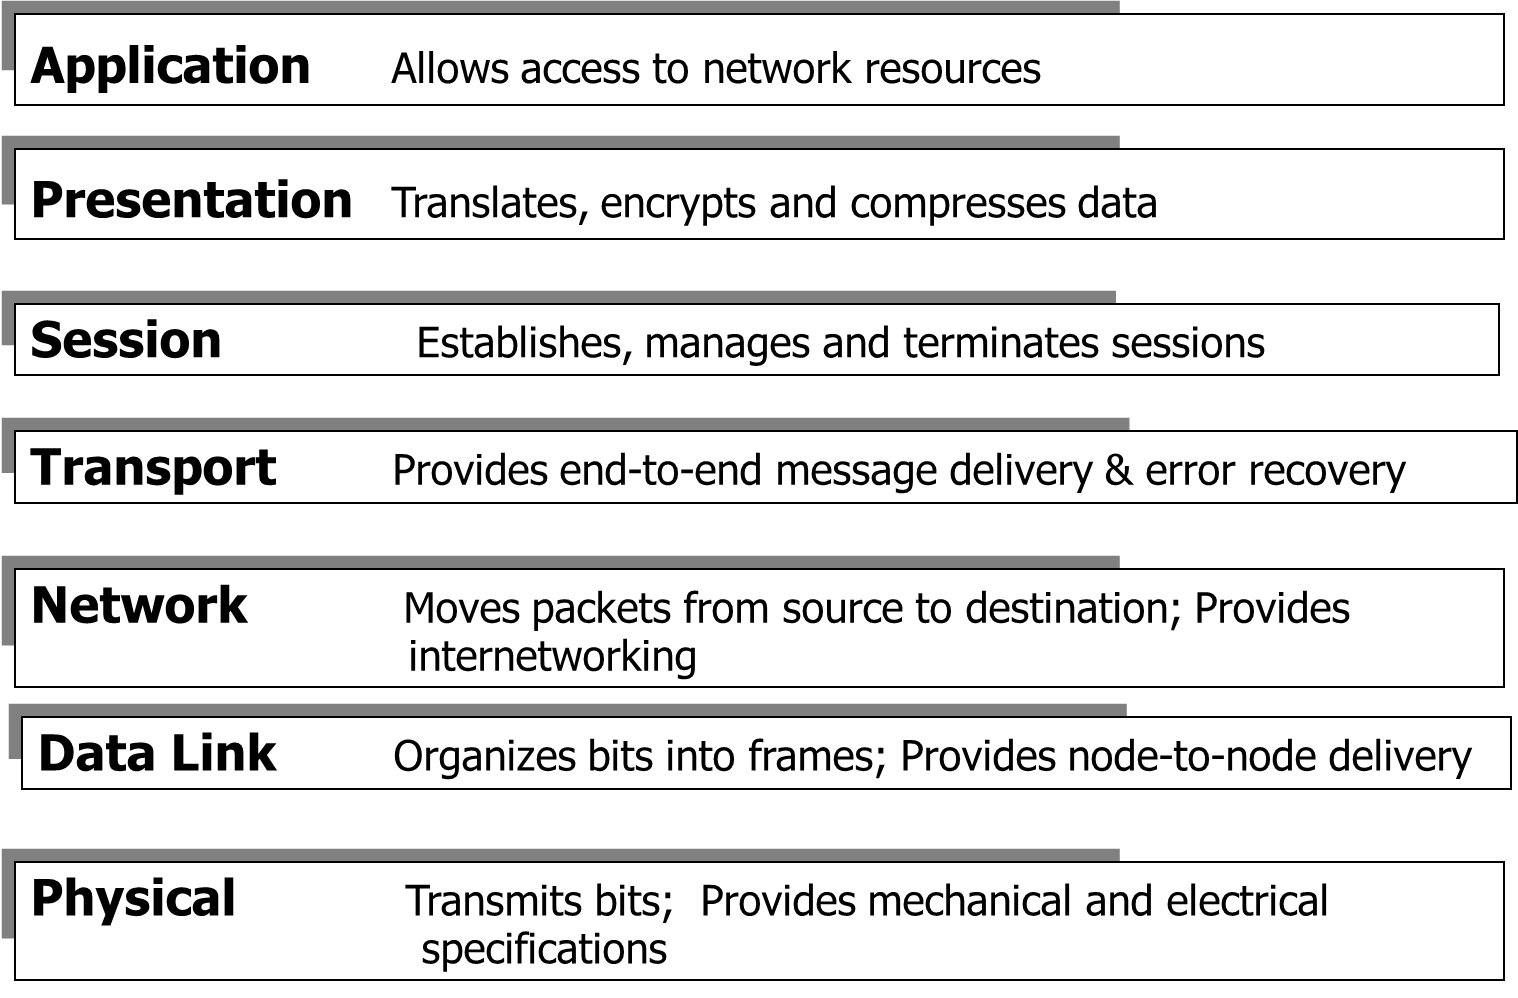 Application Allows access to network resources
Presentation Translates, encrypts and compresses data
Session Establishes, manages and terminates sessions
Transport Provides end-to-end message delivery & error recovery
Network Moves packets from source to destination; Provides
internetworking
Data Link Organizes bits into frames; Provides node-to-node delivery
Physical Transmits bits; Provides mechanical and electrical
specifications